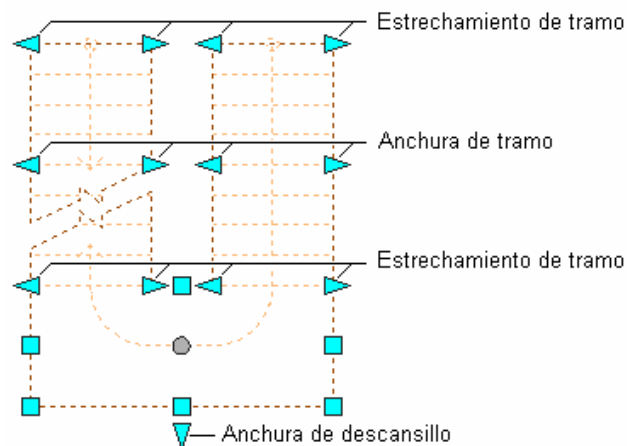 Estrechamiento de tramo
Anchura de tramo
Estrechamiento de tramo
Anchura de descansillo